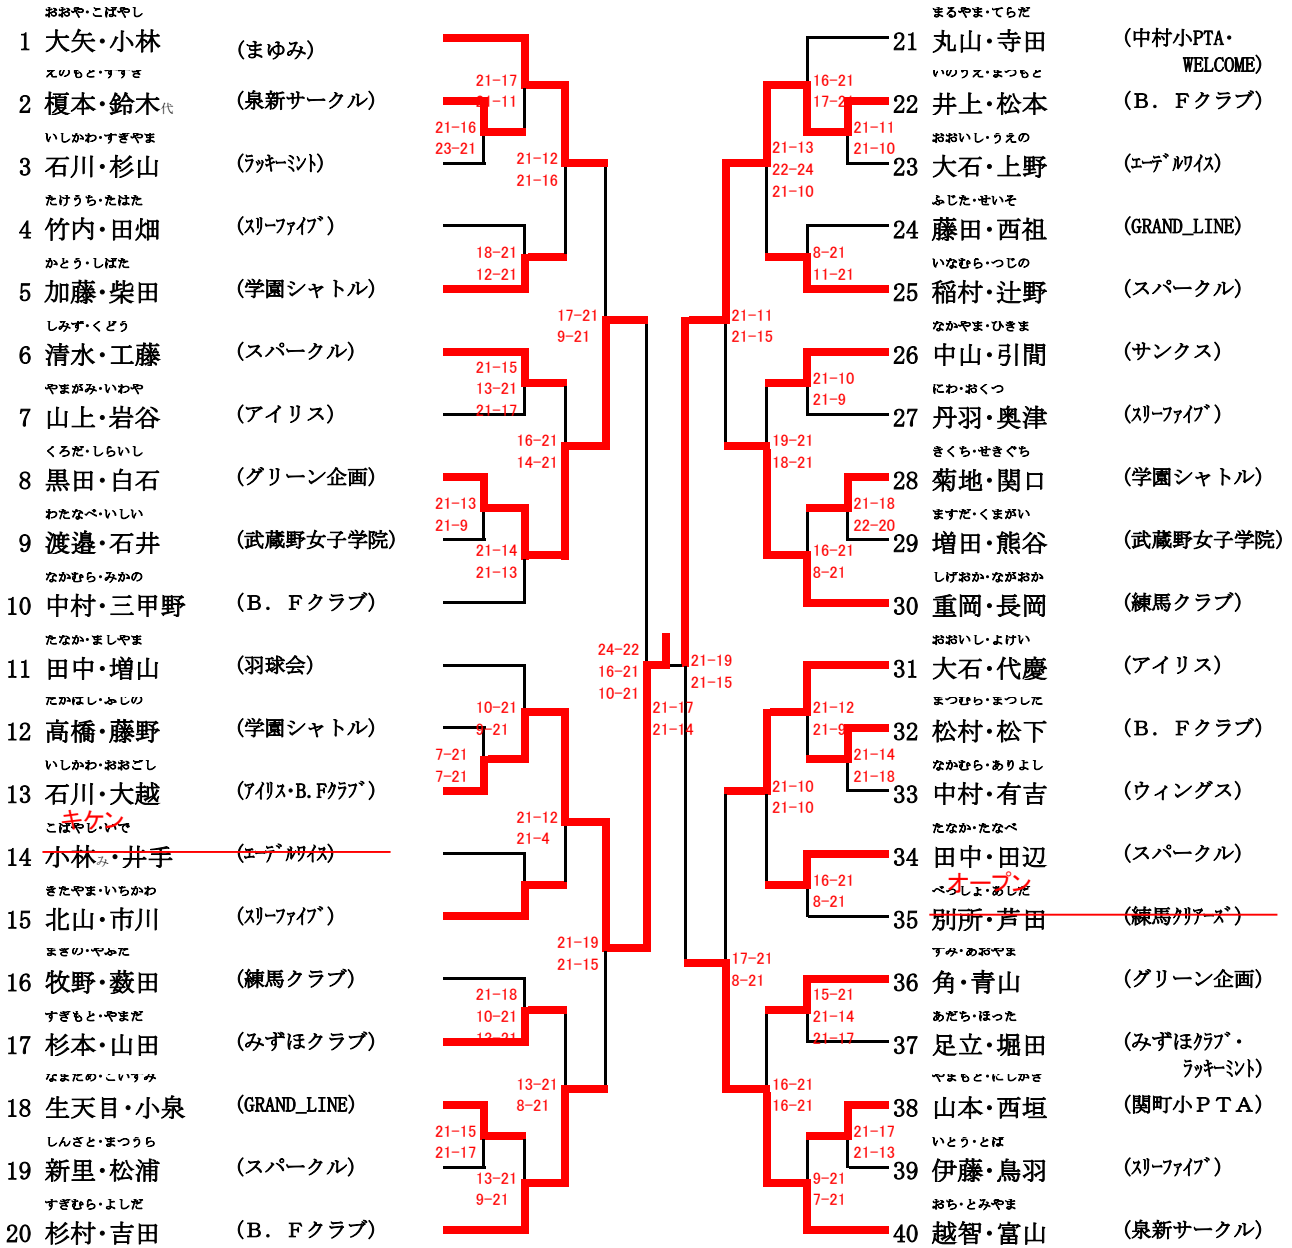 おおや・こばやし
1 大矢・小林 (まゆみ)
えのもと・すずき
2 榎本・鈴木代 (泉新サークル)
いしかわ・すぎやま
3 石川・杉山 (ﾗｯｷｰﾐﾝﾄ)
たけうち・たはた
4 竹内・田畑 (ｽﾘｰﾌｧｲﾌﾞ)
かとう・しばた
5 加藤・柴田 (学園シャトル)
しみず・くどう
6 清水・工藤 (スパークル)
やまがみ・いわや
7 山上・岩谷 (アイリス)
くろだ・しらいし
8 黒田・白石 (グリーン企画)
わたなべ・いしい
9 渡邉・石井 (武蔵野女子学院)
なかむら・みかの
10 中村・三甲野 (Ｂ．Ｆクラブ)
たなか・ましやま
11 田中・増山 (羽球会)
たかはし・ふじの
12 高橋・藤野 (学園シャトル)
いしかわ・おおごし
13 石川・大越 (ｱｲﾘｽ・B.Fｸﾗﾌﾞ)
キケン
こばやし・いで
14 小林み・井手 (ｴｰﾃﾞﾙﾜｲｽ)
きたやま・いちかわ
15 北山・市川 (ｽﾘｰﾌｧｲﾌﾞ)
まきの・やぶた
16 牧野・薮田 (練馬クラブ)
すぎもと・やまだ
17 杉本・山田 (みずほクラブ)
なまため・こいずみ
18 生天目・小泉 (GRAND_LINE)
しんざと・まつうら
19 新里・松浦 (スパークル)
すぎむら・よしだ
20 杉村・吉田 (Ｂ．Ｆクラブ)
21-17
21-11
21-16
23-21
21-12
21-16
18-21
12-21
17-21
9-21
21-15
13-21
21-17
16-21
14-21
21-13
21-9
21-14
21-13
24-22
16-21
10-21
10-21
9-21
7-21
7-21
21-12
21-4
21-19
21-15
21-18
10-21
13-21
8-21
21-15
21-17
13-21
9-21
21-17
21-14
まるやま・てらだ
21 丸山・寺田 (中村小PTA・
WELCOME)
いのうえ・まつもと
22 井上・松本 (Ｂ．Ｆクラブ)
おおいし・うえの
23 大石・上野 (ｴｰﾃﾞﾙﾜｲｽ)
ふじた・せいそ
24 藤田・西祖 (GRAND_LINE)
いなむら・つじの
25 稲村・辻野 (スパークル)
なかやま・ひきま
26 中山・引間 (サンクス)
にわ・おくつ
27 丹羽・奥津 (ｽﾘｰﾌｧｲﾌﾞ)
きくち・せきぐち
28 菊地・関口 (学園シャトル)
ますだ・くまがい
29 増田・熊谷 (武蔵野女子学院)
しげおか・ながおか
30 重岡・長岡 (練馬クラブ)
おおいし・よけい
31 大石・代慶 (アイリス)
まつむら・まつした
32 松村・松下 (Ｂ．Ｆクラブ)
なかむら・ありよし
33 中村・有吉 (ウィングス)
たなか・たなべ
34 田中・田辺 (スパークル)
オープン
べっしょ・あしだ
35 別所・芦田 (練馬ｸﾘｱｰｽﾞ)
すみ・あおやま
36 角・青山 (グリーン企画)
あだち・ほった
37 足立・堀田 (みずほｸﾗﾌﾞ・
ﾗｯｷｰﾐﾝﾄ)
やまもと・にしがき
38 山本・西垣 (関町小ＰＴＡ)
いとう・とば
39 伊藤・鳥羽 (ｽﾘｰﾌｧｲﾌﾞ)
おち・とみやま
40 越智・富山 (泉新サークル)
16-21
17-21
21-11
21-10
21-13
22-24
21-10
8-21
11-21
21-11
21-15
21-10
21-9
19-21
18-21
21-18
22-20
16-21
8-21
21-19
21-15
21-12
21-9
21-14
21-18
21-10
21-10
16-21
8-21
17-21
8-21
15-21
21-14
21-17
16-21
16-21
21-17
21-13
9-21
7-21